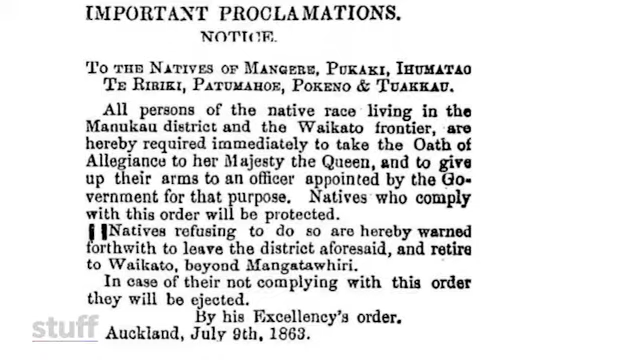 IMPORTANT PROCLAMATIONS.
NOTICE.
TO THE NATIVES OF MANGERE, PUKAKI, IHUMATAO
TE RIRIKI, PATUMAHOE, POKENO & TUAKKAU.
All persons of the native race living in the
Manukau district and the Waikato frontier, are
hereby required immediately to take the Oath of
Allegiance to her Majesty the Queen, and to give
up their arms to an officer appointed by the Go-
vernment for that purpose. Natives who comply
with this order will be protected.
Natives refusing to do so are hereby warned
forthwith to leave the district aforesaid, and retire
to Waikato, beyond Mangatawhiri.
In case of their not complying with this order
they will be ejected.
By his Excellency's order.
Auckland, July 9th, 1863.
stuff